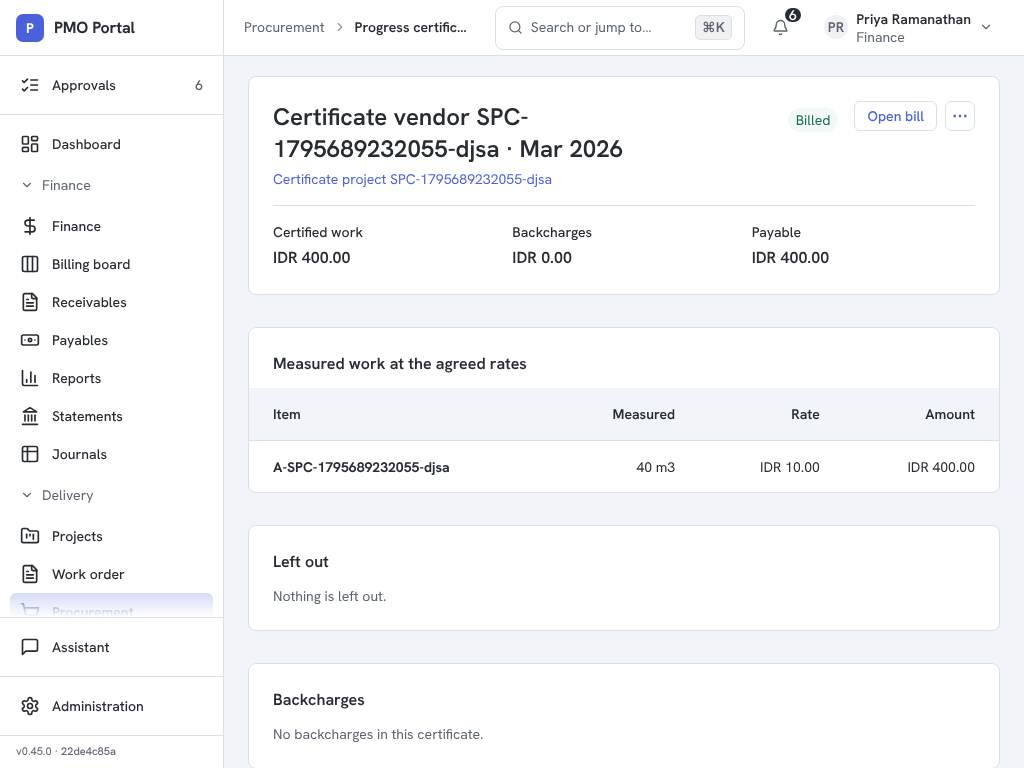 P PMO Portal
Procurement > Progress certific...
Search or jump to... ⌘K
6
PR Priya Ramanathan
Finance
Approvals 6
Dashboard
Finance
Finance
Billing board
Receivables
Payables
Reports
Statements
Journals
Delivery
Projects
Work order
Procurement
Assistant
Administration
v0.45.0 · 22de4c85a
Certificate vendor SPC-
1795689232055-djsa · Mar 2026
Billed Open bill ...
Certificate project SPC-1795689232055-djsa
Certified work Backcharges Payable
IDR 400.00 IDR 0.00 IDR 400.00
Measured work at the agreed rates
Item Measured Rate Amount
A-SPC-1795689232055-djsa 40 m3 IDR 10.00 IDR 400.00
Left out
Nothing is left out.
Backcharges
No backcharges in this certificate.